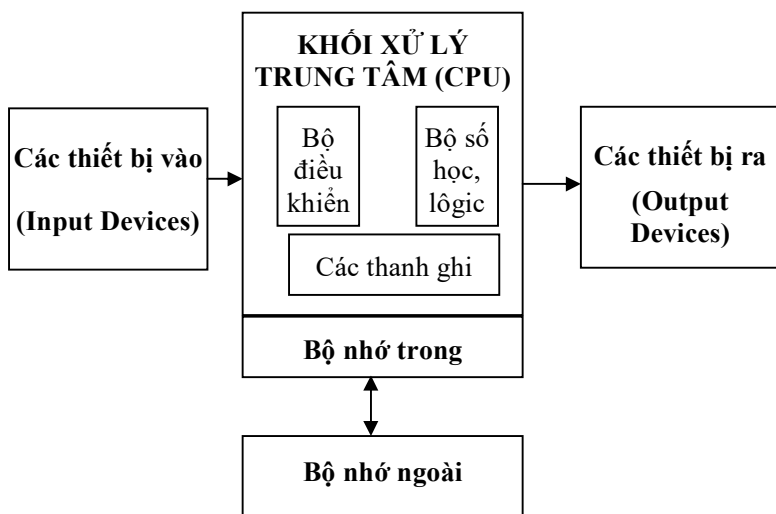 KHỐI XỬ LÝ
TRUNG TÂM (CPU)
Các thiết bị vào
(Input Devices)
Bộ
điều
khiển
Bộ số
học,
lôgic
Các thanh ghi
Các thiết bị ra
(Output
Devices)
Bộ nhớ trong
Bộ nhớ ngoài